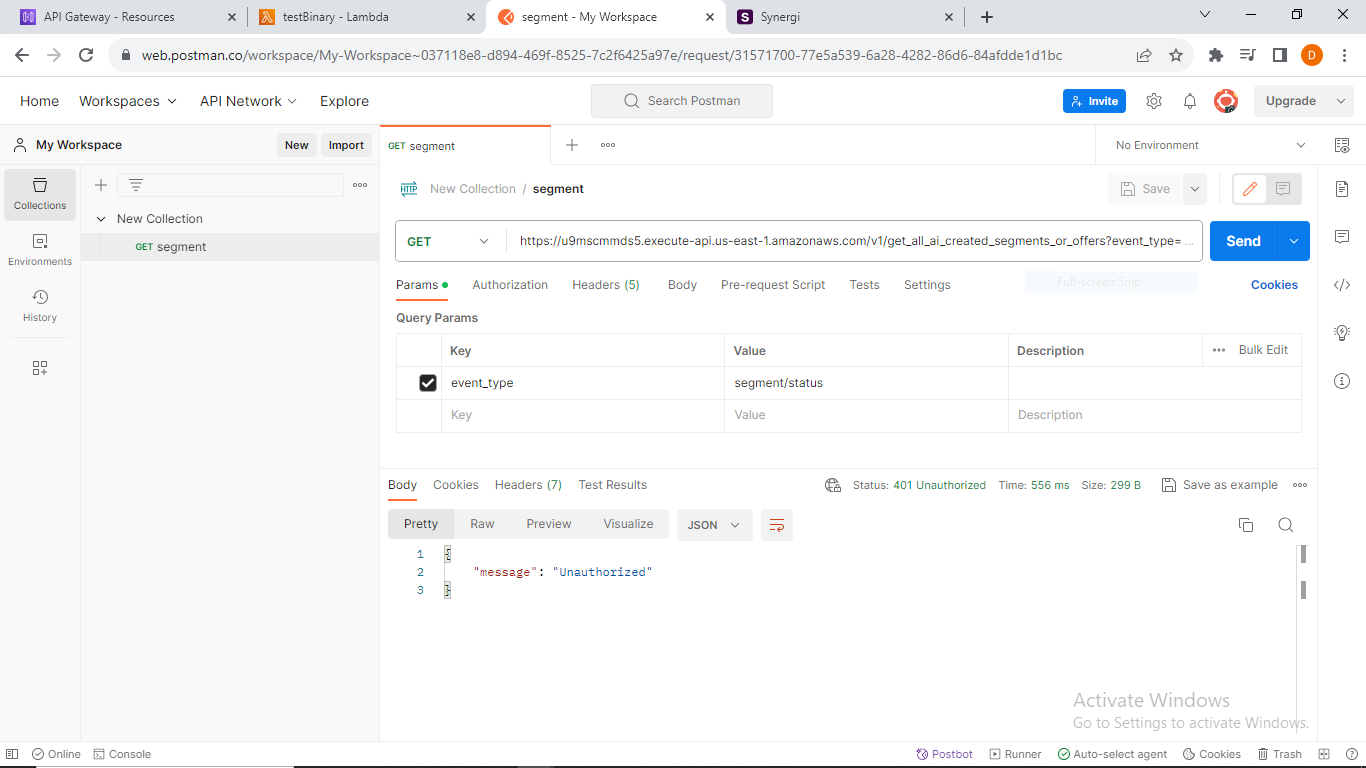 API Gateway - Resources
testBinary - Lambda
segment - My Workspace
Synergi
web.postman.co/workspace/My-Workspace~037118e8-d894-469f-8525-7c2f6425a97e/request/31571700-77e5a539-6a28-4282-86d6-84afdde1d1bc
D
Home Workspaces API Network Explore
Search Postman
Invite
Upgrade
My Workspace New Import
GET segment
No Environment
Collections
New Collection
GET segment
Environments
History
HTTP New Collection / segment
Save
GET https://u9mscmmds5.execute-api.us-east-1.amazonaws.com/v1/get_all_ai_created_segments_or_offers?event_type= ...
Send
Params Authorization Headers (5) Body Pre-request Script Tests Settings
Full-screen Snip
Cookies
Query Params
Key Value Description Bulk Edit
event_type segment/status
Key Value Description
Body Cookies Headers (7) Test Results
Status: 401 Unauthorized Time: 556 ms Size: 299 B Save as example
Pretty Raw Preview Visualize JSON
1 {
2 "message": "Unauthorized"
3 }
Activate Windows
Go to Settings to activate Windows.
Online Console
Postbot Runner Auto-select agent Cookies Trash